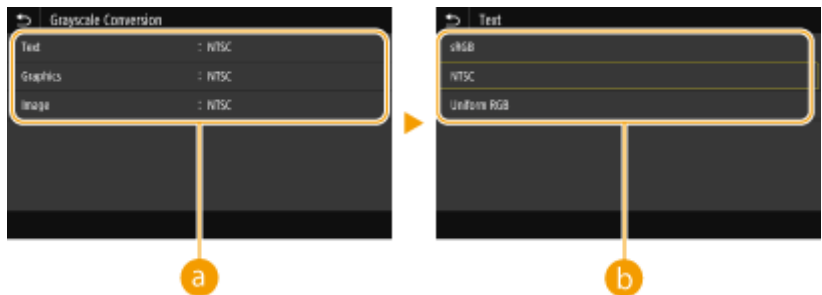 Grayscale Conversion
Text : NTSC
Graphics : NTSC
Image : NTSC
a
Text
sRGB
NTSC
Uniform RGB
b